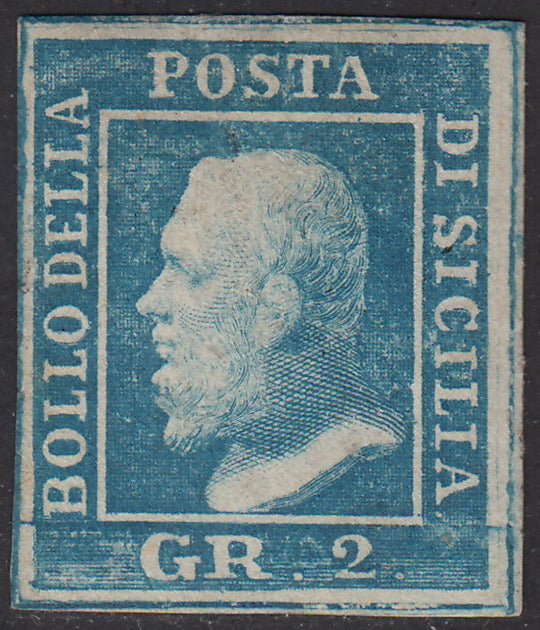 BOLLO DELLA
POSTA
DI SICILIA
GR. 2.